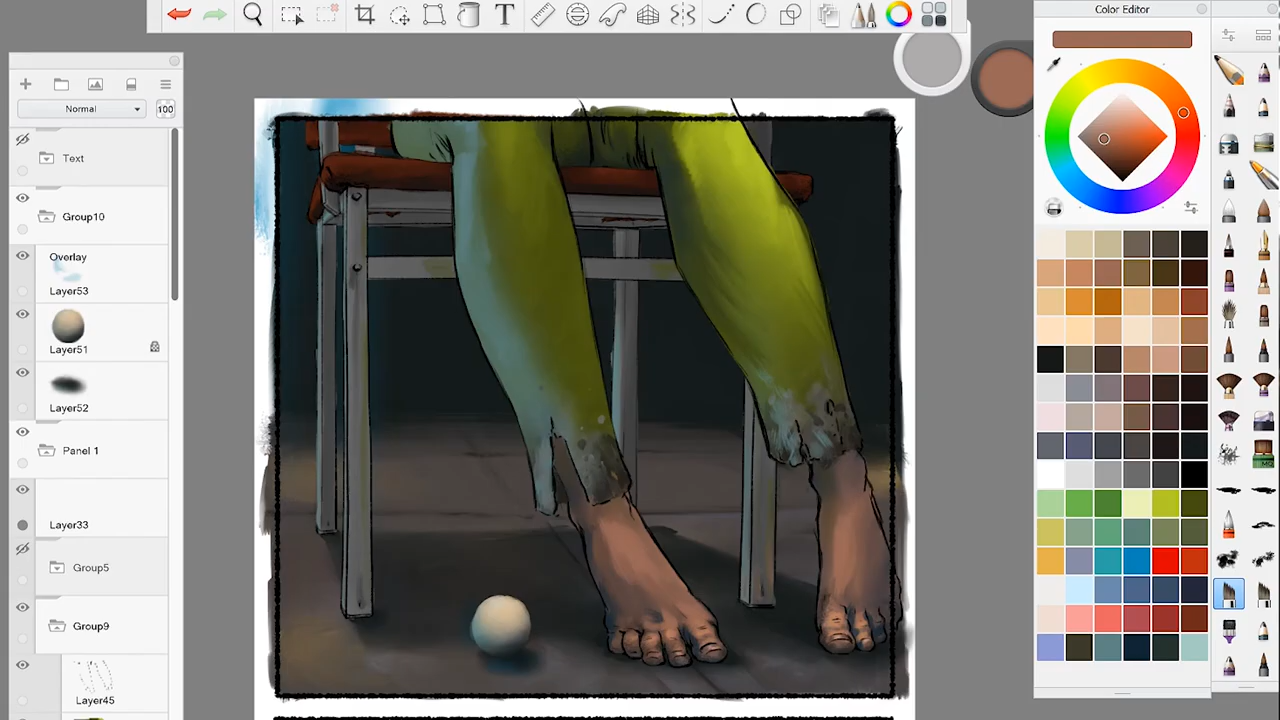 Color Editor
Normal
100
Text
Group10
Overlay
Layer53
Layer51
Layer52
Panel 1
Layer33
Group5
Group9
Layer45